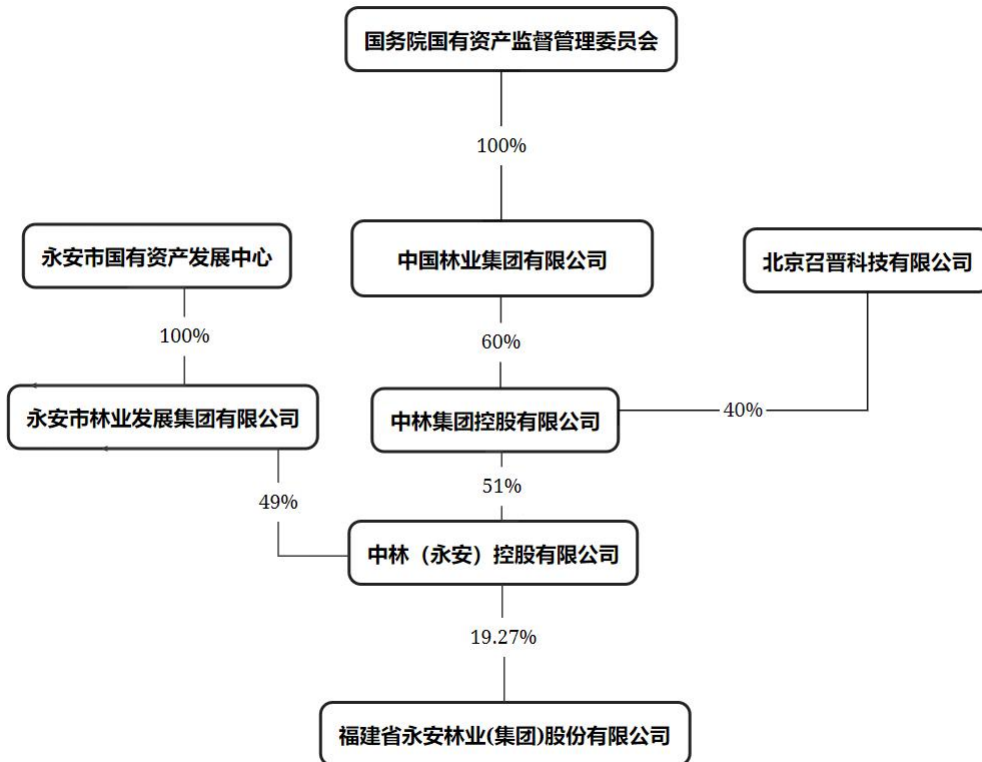 国务院国有资产监督管理委员会
100%
永安市国有资产发展中心
中国林业集团有限公司
北京召晋科技有限公司
100%
60%
永安市林业发展集团有限公司
中林集团控股有限公司
40%
49%
51%
中林（永安）控股有限公司
19.27%
福建省永安林业(集团)股份有限公司